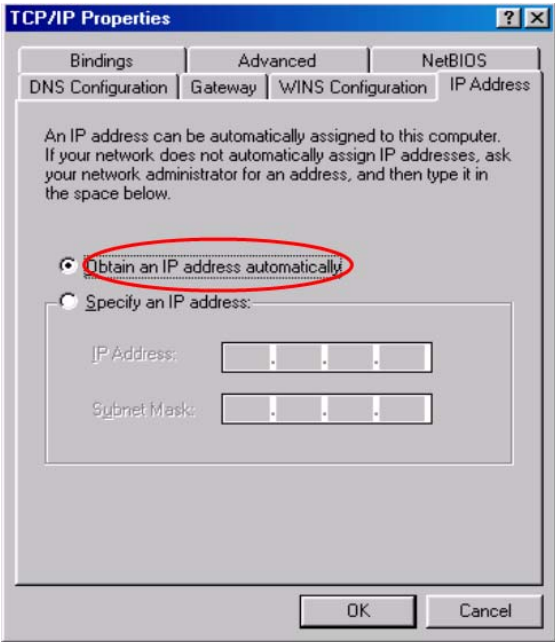 TCP/IP Properties
? X
Bindings Advanced NetBIOS
DNS Configuration Gateway WINS Configuration IP Address
An IP address can be automatically assigned to this computer.
If your network does not automatically assign IP addresses, ask
your network administrator for an address, and then type it in
the space below.
Obtain an IP address automatically
Specify an IP address:
IP Address:
. . .
Subnet Mask:
. . .
OK Cancel